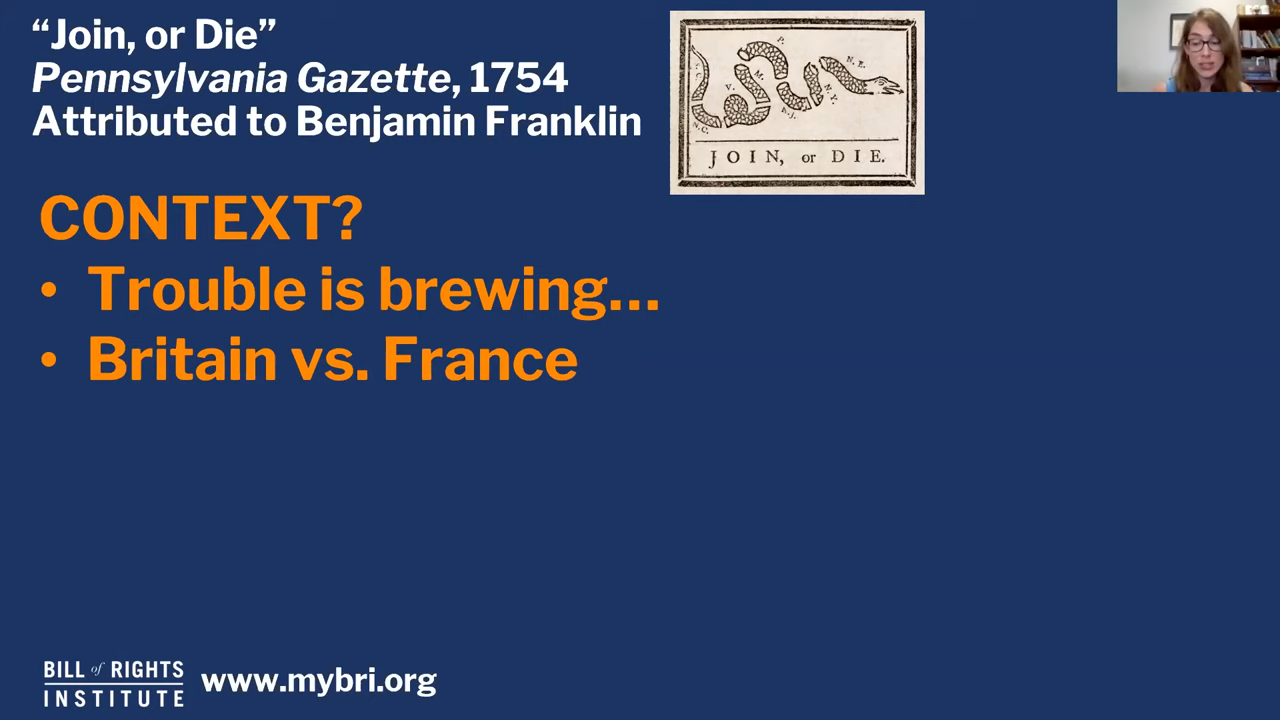 “Join, or Die”
Pennsylvania Gazette, 1754
Attributed to Benjamin Franklin
P.
N. E.
M.
V.
N. Y.
N. C.
JOIN, or DIE.
CONTEXT?
• Trouble is brewing...
• Britain vs. France
BILL of RIGHTS
INSTITUTE
www.mybri.org